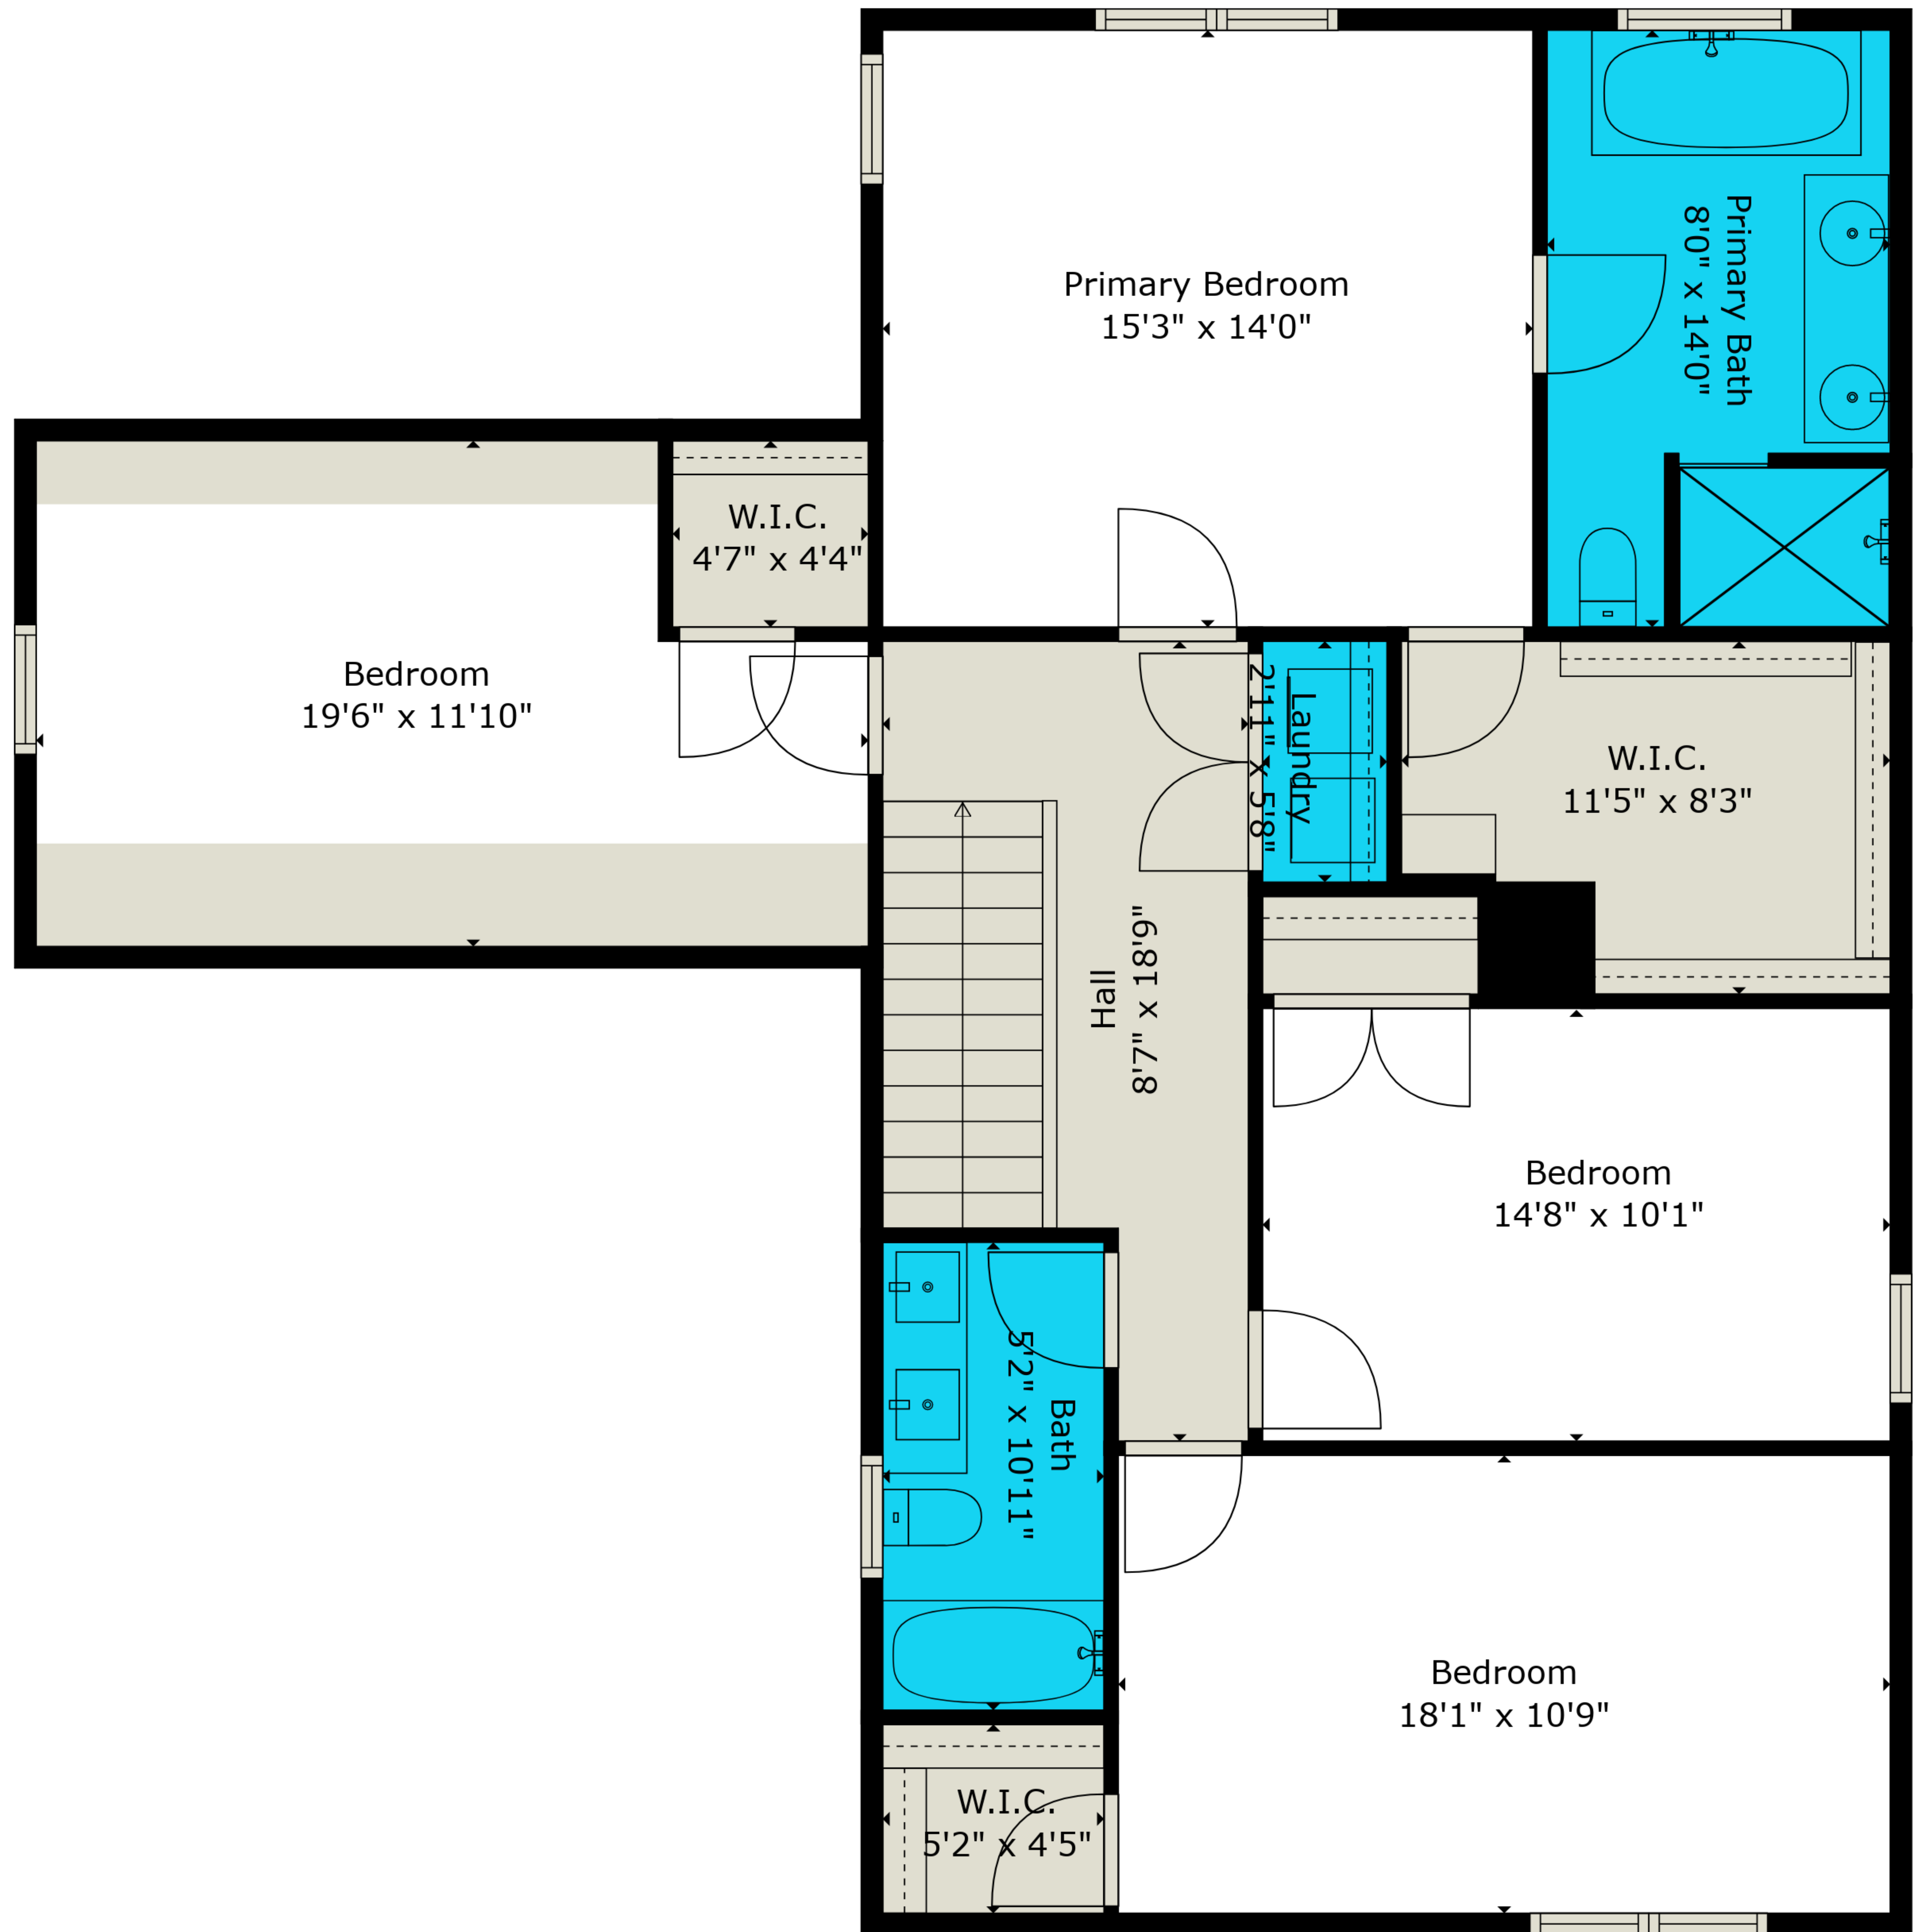 Primary Bedroom
15'3" x 14'0"
Primary Bath
8'0" x 14'0"
W.I.C.
4'7" x 4'4"
Bedroom
19'6" x 11'10"
Laundry
2'11" x 5'8"
W.I.C.
11'5" x 8'3"
Hall
8'7" x 18'9"
Bedroom
14'8" x 10'1"
Bath
5'2" x 10'11"
Bedroom
18'1" x 10'9"
W.I.C.
5'2" x 4'5"